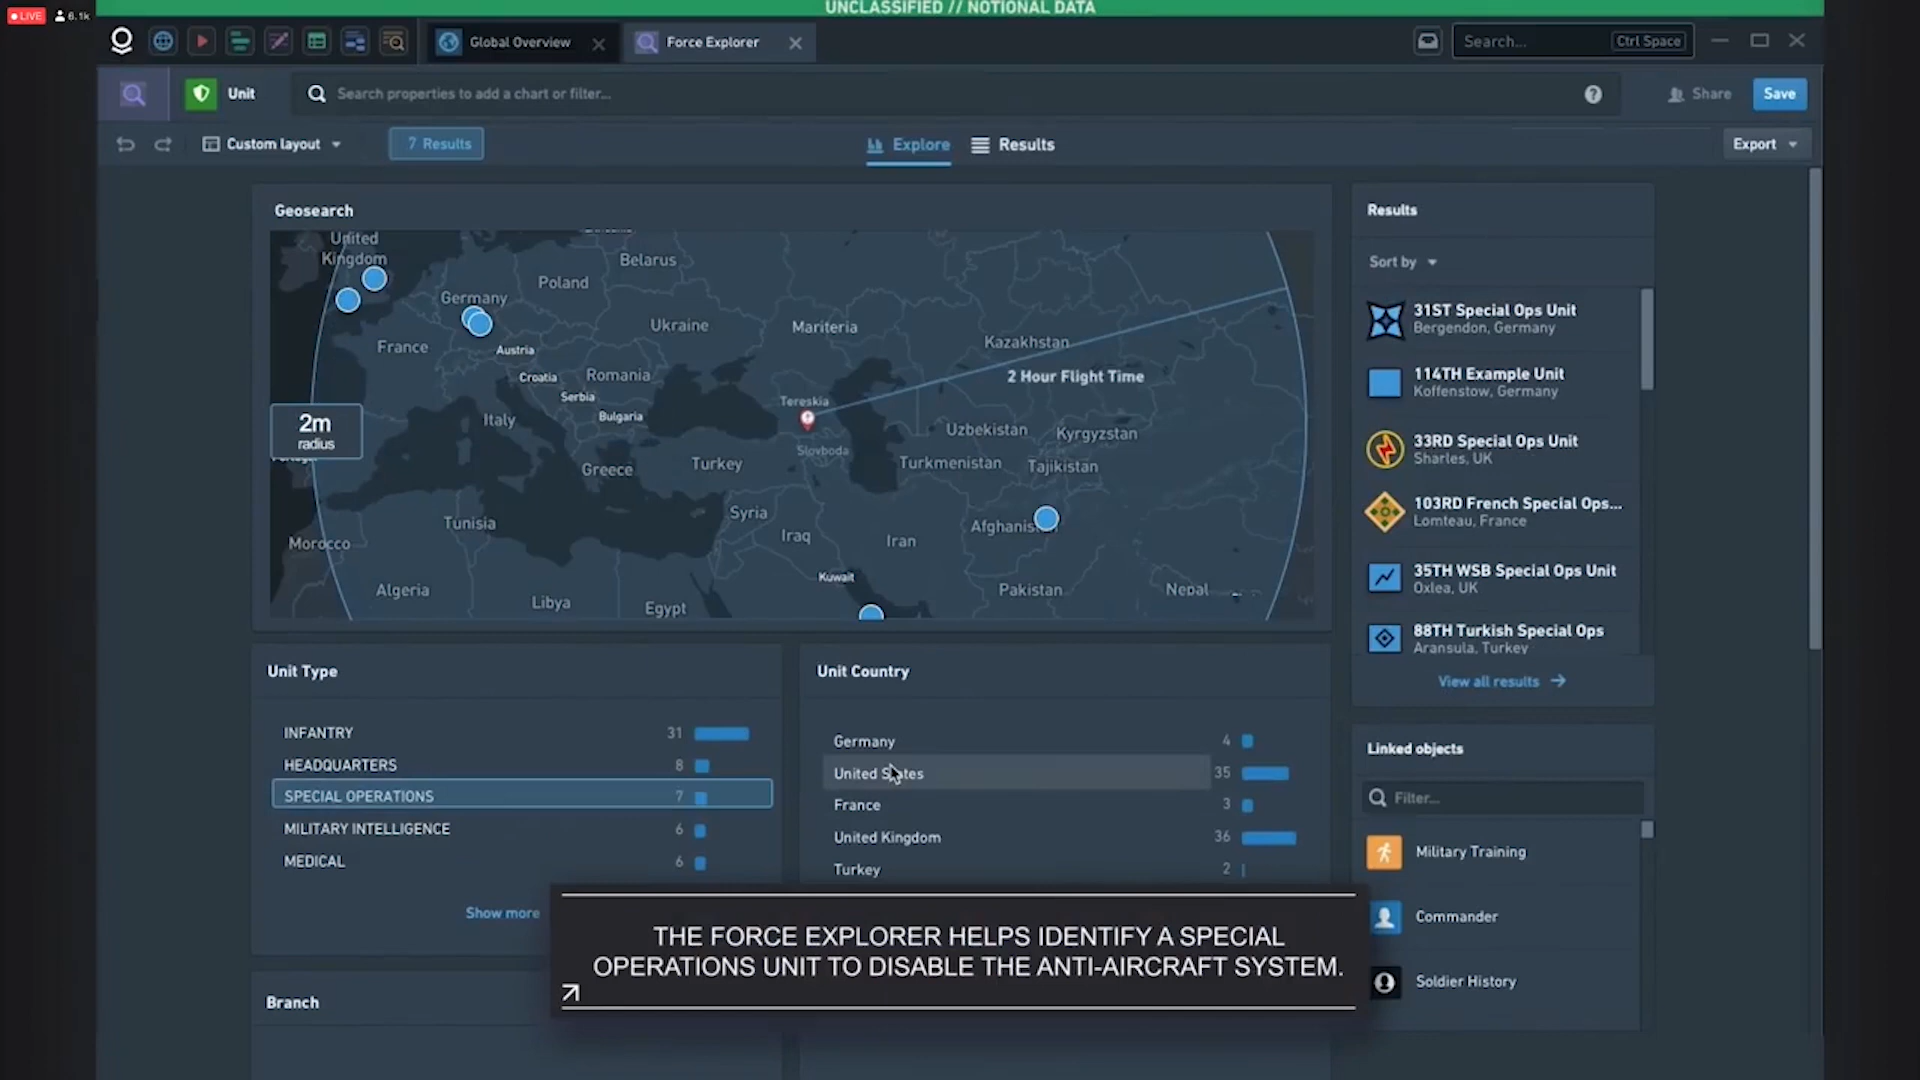 LIVE 6.1k
UNCLASSIFIED // NOTIONAL DATA
Global Overview
Force Explorer
Search...
Ctrl Space
Unit
Search properties to add a chart or filter...
Share
Save
Custom layout
7 Results
Explore
Results
Export
Geosearch
United
Kingdom
Belarus
Poland
Germany
Ukraine
Mariteria
France
Austria
Kazakhstan
Croatia
Romania
2 Hour Flight Time
Serbia
Tereskia
Bulgaria
Italy
2m
radius
Slovboda
Uzbekistan
Kyrgyzstan
Greece
Turkey
Turkmenistan
Tajikistan
Syria
Tunisia
Afghanis
Iraq
Iran
Morocco
Kuwait
Algeria
Libya
Egypt
Pakistan
Nepal
Results
Sort by
31ST Special Ops Unit
Bergendon, Germany
114TH Example Unit
Koffenstow, Germany
33RD Special Ops Unit
Sharles, UK
103RD French Special Ops...
Lomteau, France
35TH WSB Special Ops Unit
Oxlea, UK
88TH Turkish Special Ops
Aransula, Turkey
View all results
Unit Type
INFANTRY 31
HEADQUARTERS 8
SPECIAL OPERATIONS 7
MILITARY INTELLIGENCE 6
MEDICAL 6
Show more
Unit Country
Germany 4
United States 35
France 3
United Kingdom 36
Turkey 2
Linked objects
Filter...
Military Training
Commander
Soldier History
Branch
THE FORCE EXPLORER HELPS IDENTIFY A SPECIAL
OPERATIONS UNIT TO DISABLE THE ANTI-AIRCRAFT SYSTEM.